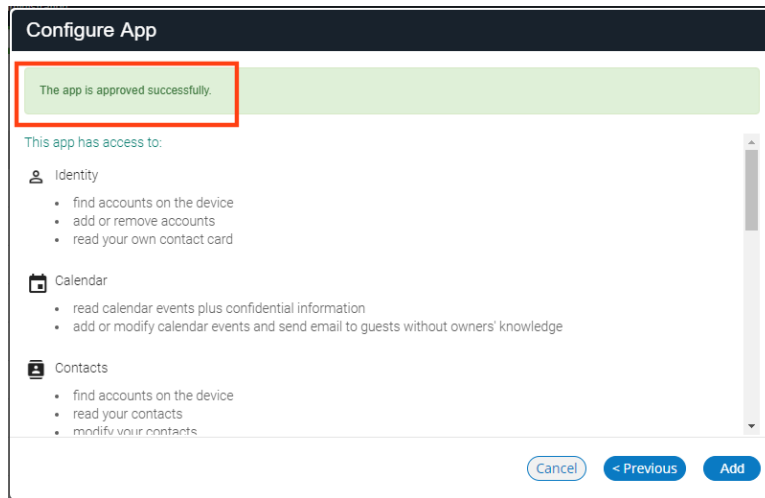 Configure App
The app is approved successfully.
This app has access to:
Identity
• find accounts on the device
• add or remove accounts
• read your own contact card
Calendar
• read calendar events plus confidential information
• add or modify calendar events and send email to guests without owners' knowledge
Contacts
• find accounts on the device
• read your contacts
• modify your contacts
Cancel
< Previous
Add